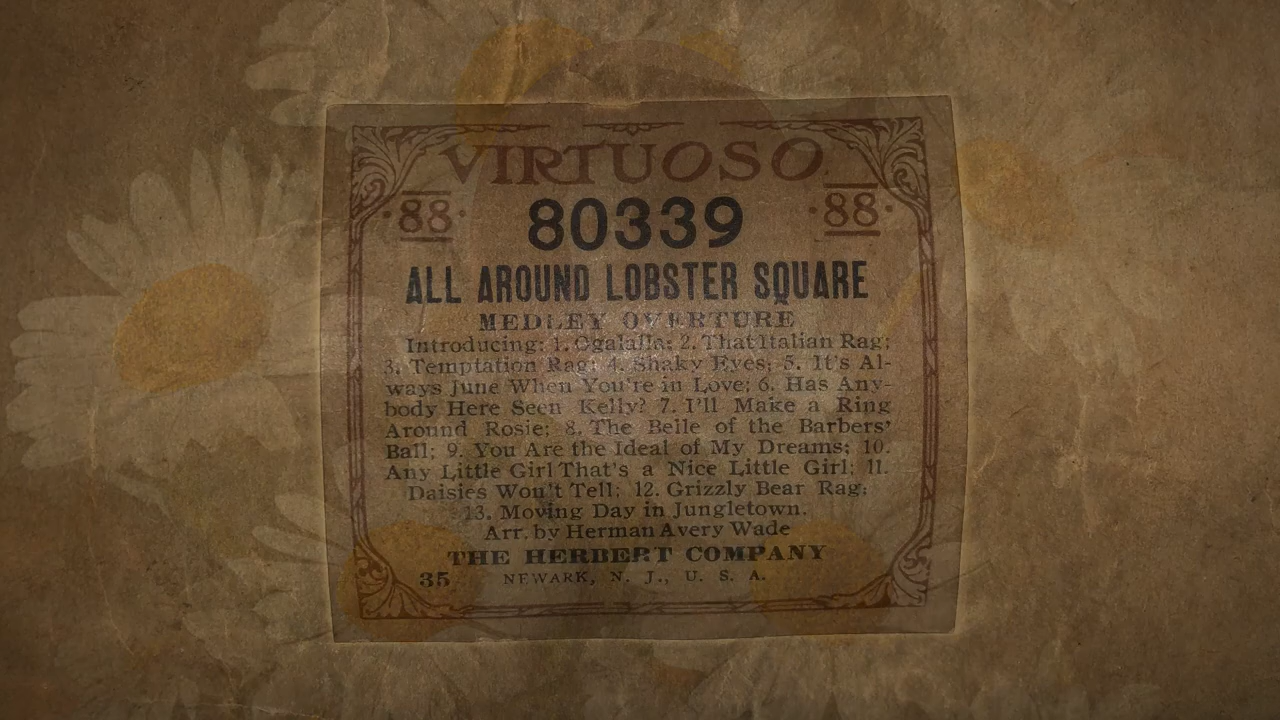 VIRTUOSO
·88· 80339 ·88·
ALL AROUND LOBSTER SQUARE
MEDLEY OVERTURE
Introducing: 1. Ogalalla; 2. That Italian Rag;
3. Temptation Rag; 4. Shaky Eyes; 5. It's Al-
ways June When You're in Love; 6. Has Any-
body Here Seen Kelly? 7. I'll Make a Ring
Around Rosie; 8. The Belle of the Barbers'
Ball; 9. You Are the Ideal of My Dreams; 10.
Any Little Girl That's a Nice Little Girl; 11.
Daisies Won't Tell; 12. Grizzly Bear Rag;
13. Moving Day in Jungletown.
Arr. by Herman Avery Wade
THE HERBERT COMPANY
35 NEWARK, N. J., U. S. A.